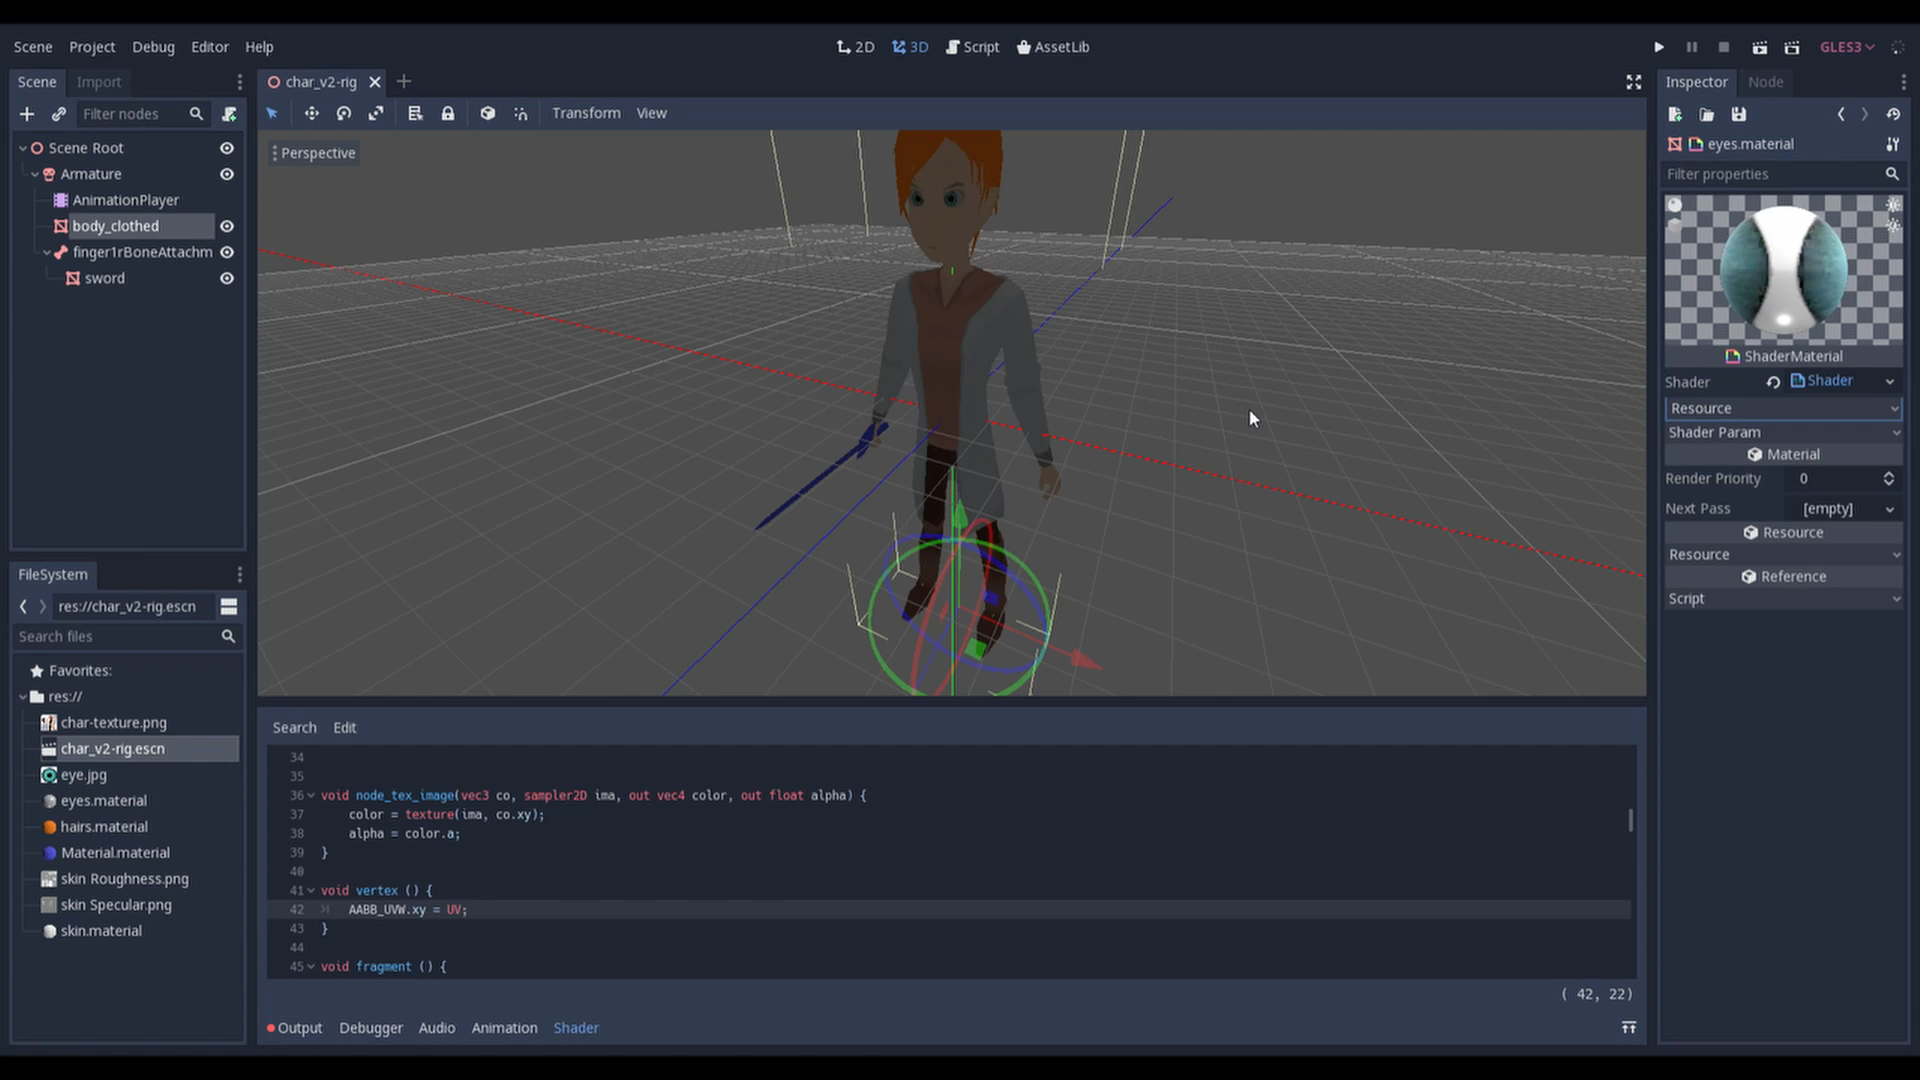 Scene Project Debug Editor Help
2D 3D Script AssetLib
GLES3
Scene Import
Filter nodes
Scene Root
Armature
AnimationPlayer
body_clothed
finger1rBoneAttachm
sword
FileSystem
res://char_v2-rig.escn
Search files
Favorites:
res://
char-texture.png
char_v2-rig.escn
eye.jpg
eyes.material
hairs.material
Material.material
skin Roughness.png
skin Specular.png
skin.material
char_v2-rig
Transform View
Perspective
Search Edit
34
35
36 void node_tex_image(vec3 co, sampler2D ima, out vec4 color, out float alpha) {
37 color = texture(ima, co.xy);
38 alpha = color.a;
39 }
40
41 void vertex () {
42 AABB_UVW.xy = UV;
43 }
44
45 void fragment () {
( 42, 22)
Output Debugger Audio Animation Shader
Inspector Node
eyes.material
Filter properties
ShaderMaterial
Shader Shader
Resource
Shader Param
Material
Render Priority 0
Next Pass [empty]
Resource
Resource
Reference
Script